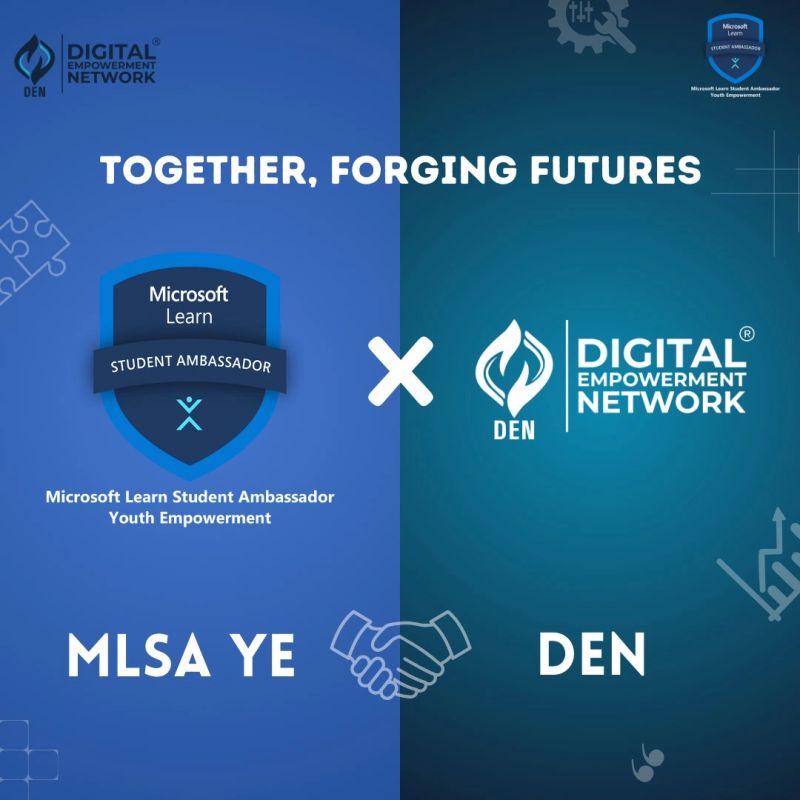 DEN
DIGITAL®
EMPOWERMENT
NETWORK
Microsoft
Learn
STUDENT AMBASSADOR
Microsoft Learn Student Ambassador
Youth Empowerment
TOGETHER, FORGING FUTURES
Microsoft
Learn
STUDENT AMBASSADOR
Microsoft Learn Student Ambassador
Youth Empowerment
X
DEN
DIGITAL®
EMPOWERMENT
NETWORK
MLSA YE
DEN